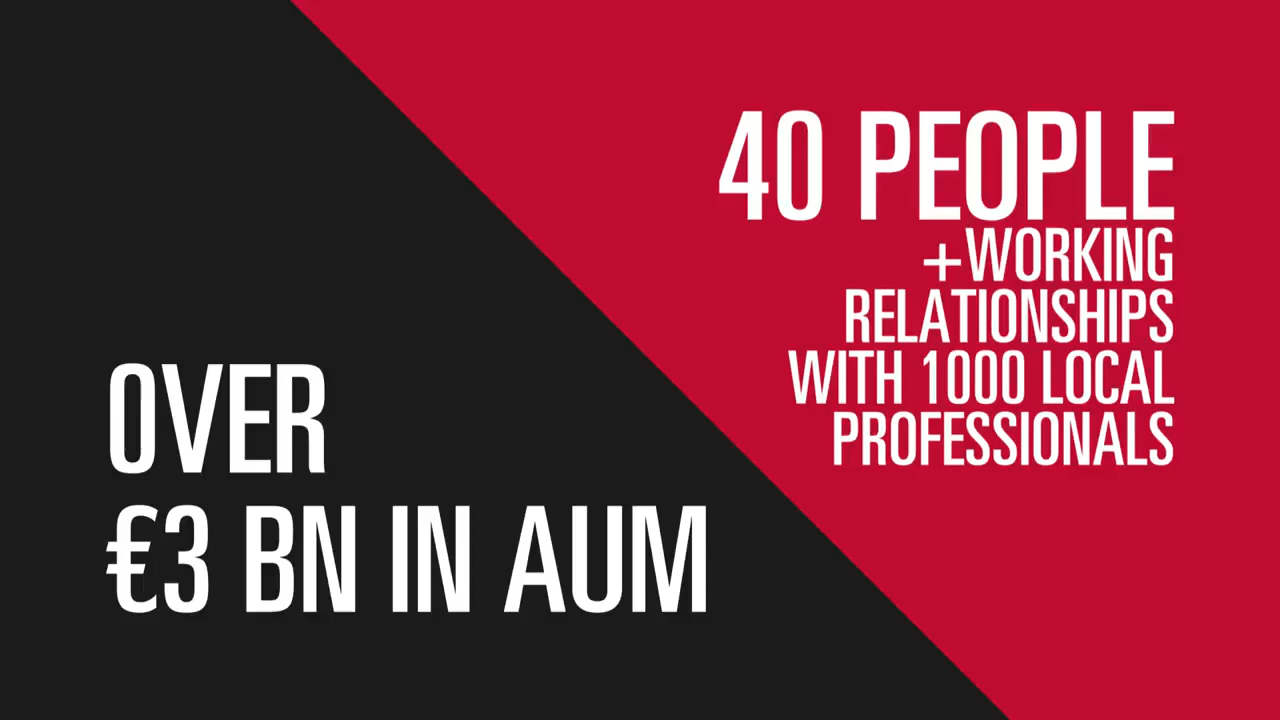 40 PEOPLE
+WORKING
RELATIONSHIPS
WITH 1000 LOCAL
PROFESSIONALS
OVER
€3 BN IN AUM